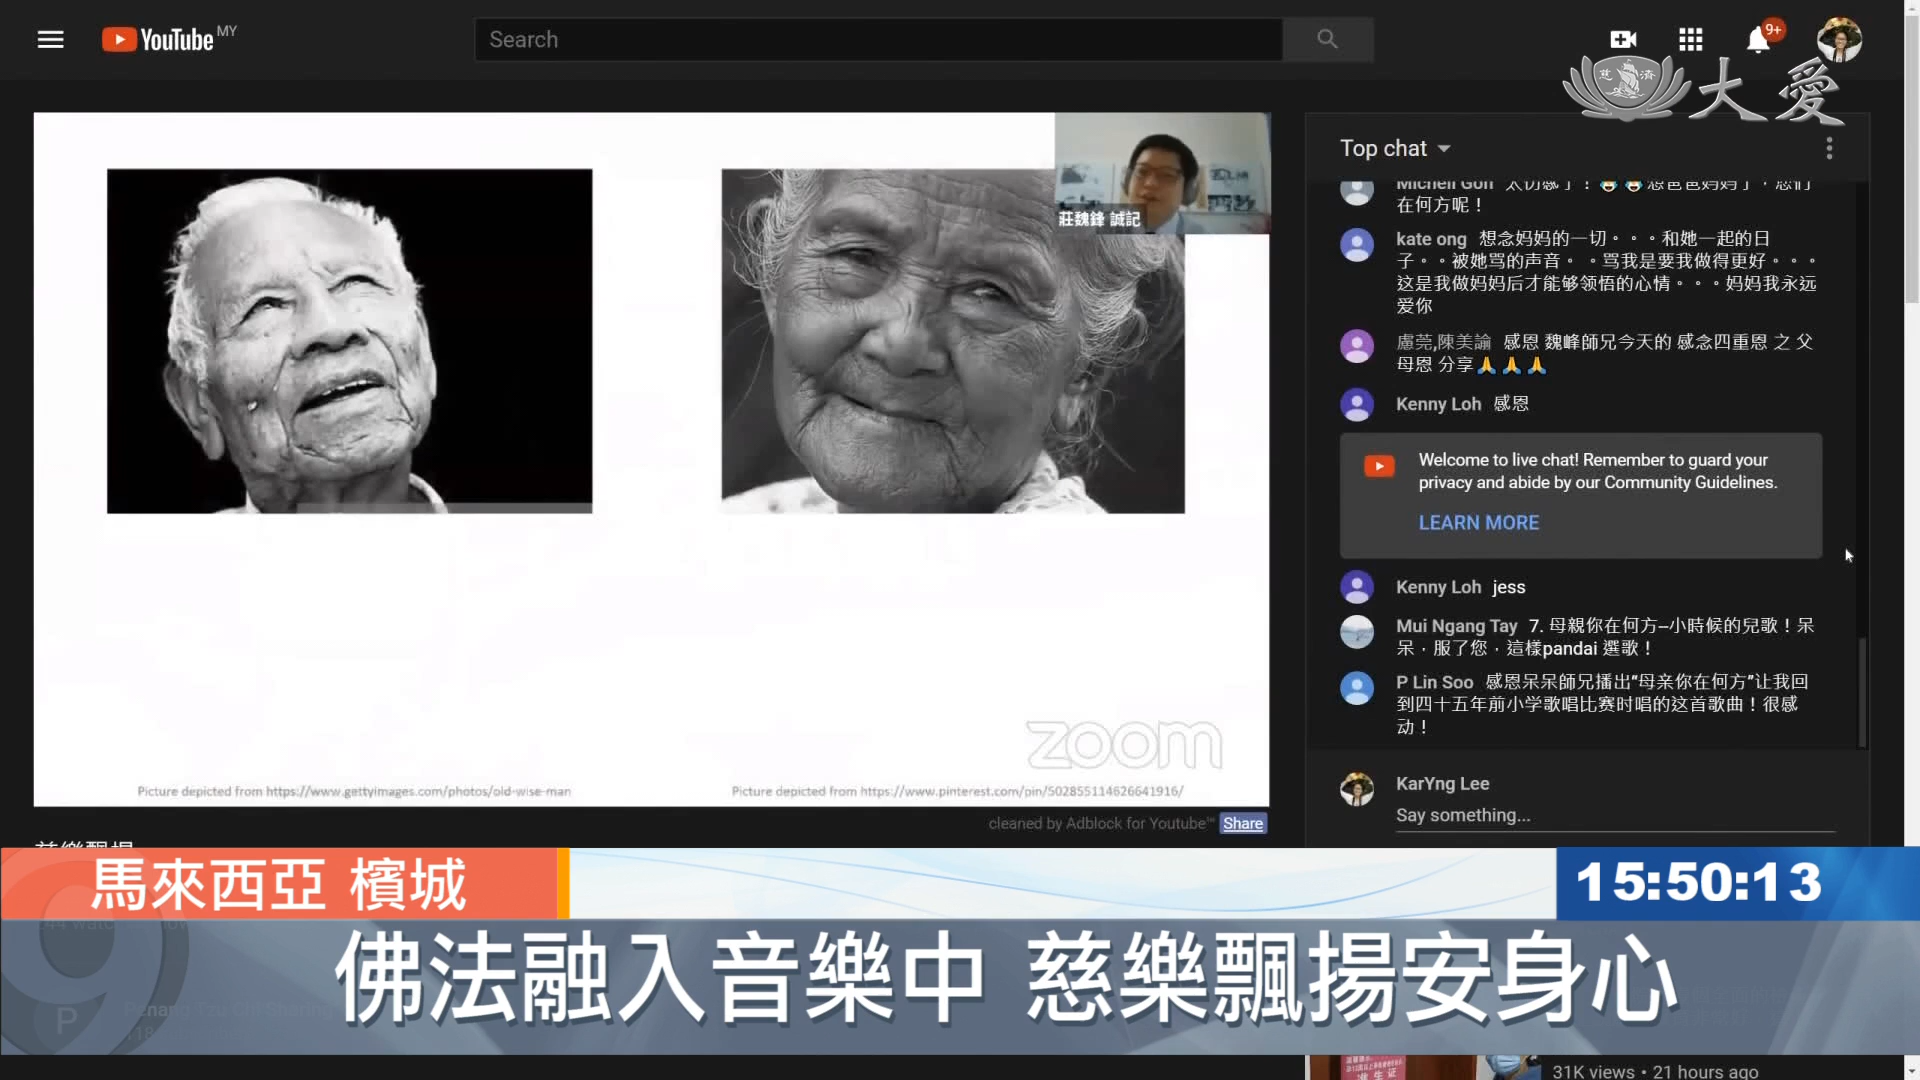 YouTube MY
Search
9+
慈濟
大愛
莊魏鋒 誠記
Top chat
在何方呢！
kate ong 想念妈妈的一切。。。和她一起的日
子。。被她骂的声音。。骂我是要我做得更好。。。
这是我做妈妈后才能够领悟的心情。。。妈妈我永远
爱你
慮莞,陳美諭 感恩 魏峰師兄今天的 感念四重恩 之 父
母恩 分享🙏🙏🙏
Kenny Loh 感恩
Welcome to live chat! Remember to guard your
privacy and abide by our Community Guidelines.
LEARN MORE
Kenny Loh jess
Mui Ngang Tay 7. 母親你在何方–小時候的兒歌！呆
呆，服了您，這樣pandai 選歌！
P Lin Soo 感恩呆呆師兄播出“母亲你在何方”让我回
到四十五年前小学歌唱比赛时唱的这首歌曲！很感
动！
KarYng Lee
Say something...
zoom
Picture depicted from https://www.gettyimages.com/photos/old-wise-man
Picture depicted from https://www.pinterest.com/pin/502855114626641916/
cleaned by Adblock for Youtube™ Share
馬來西亞 檳城
15:50:13
佛法融入音樂中 慈樂飄揚安身心
P
31K views • 21 hours ago